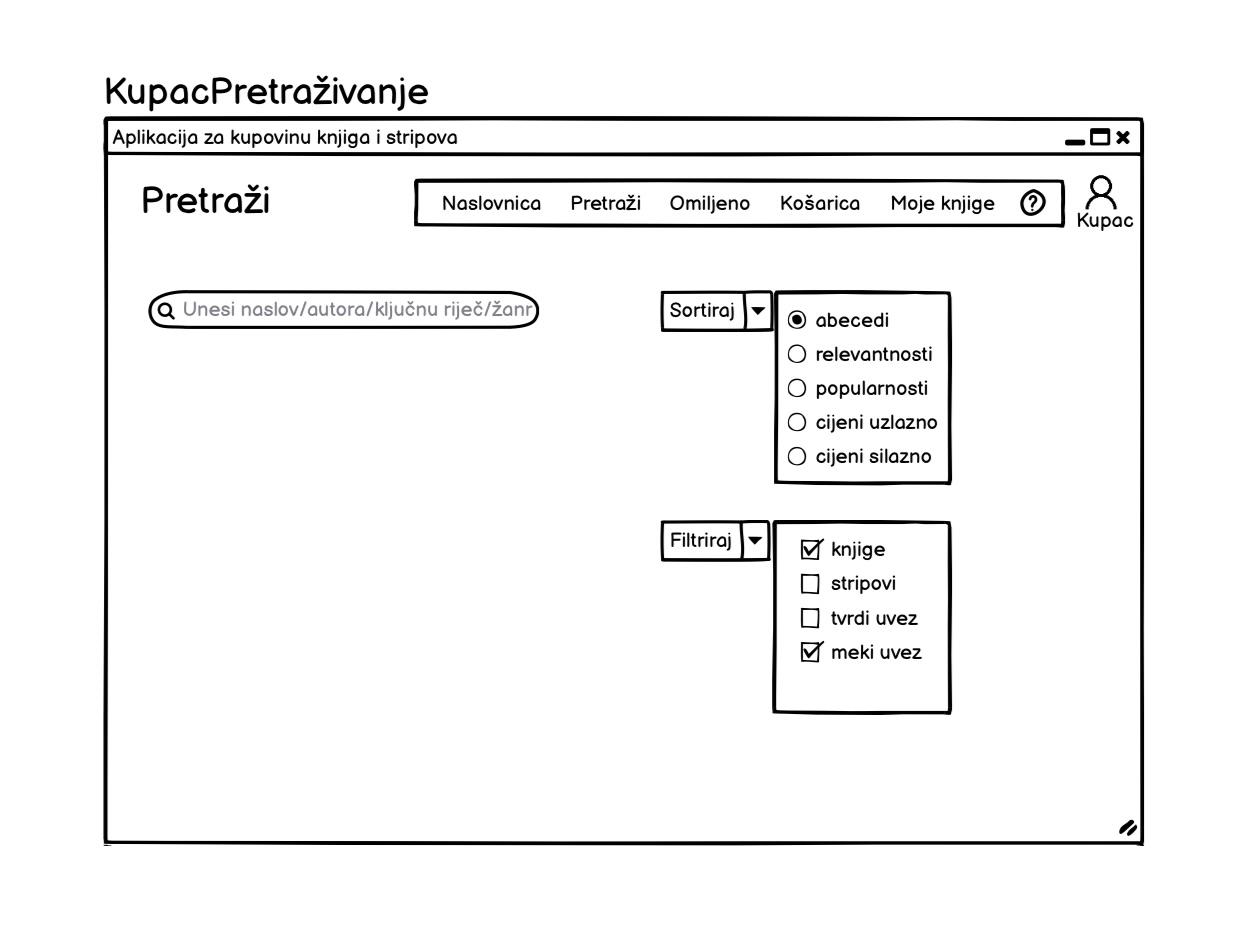 KupacPretraživanje
Aplikacija za kupovinu knjiga i stripova
Pretraži
Naslovnica Pretraži Omiljeno Košarica Moje knjige ?
Kupac
Unesi naslov/autora/ključnu riječ/žanr
Sortiraj
abecedi
relevantnosti
popularnosti
cijeni uzlazno
cijeni silazno
Filtriraj
knjige
stripovi
tvrdi uvez
meki uvez